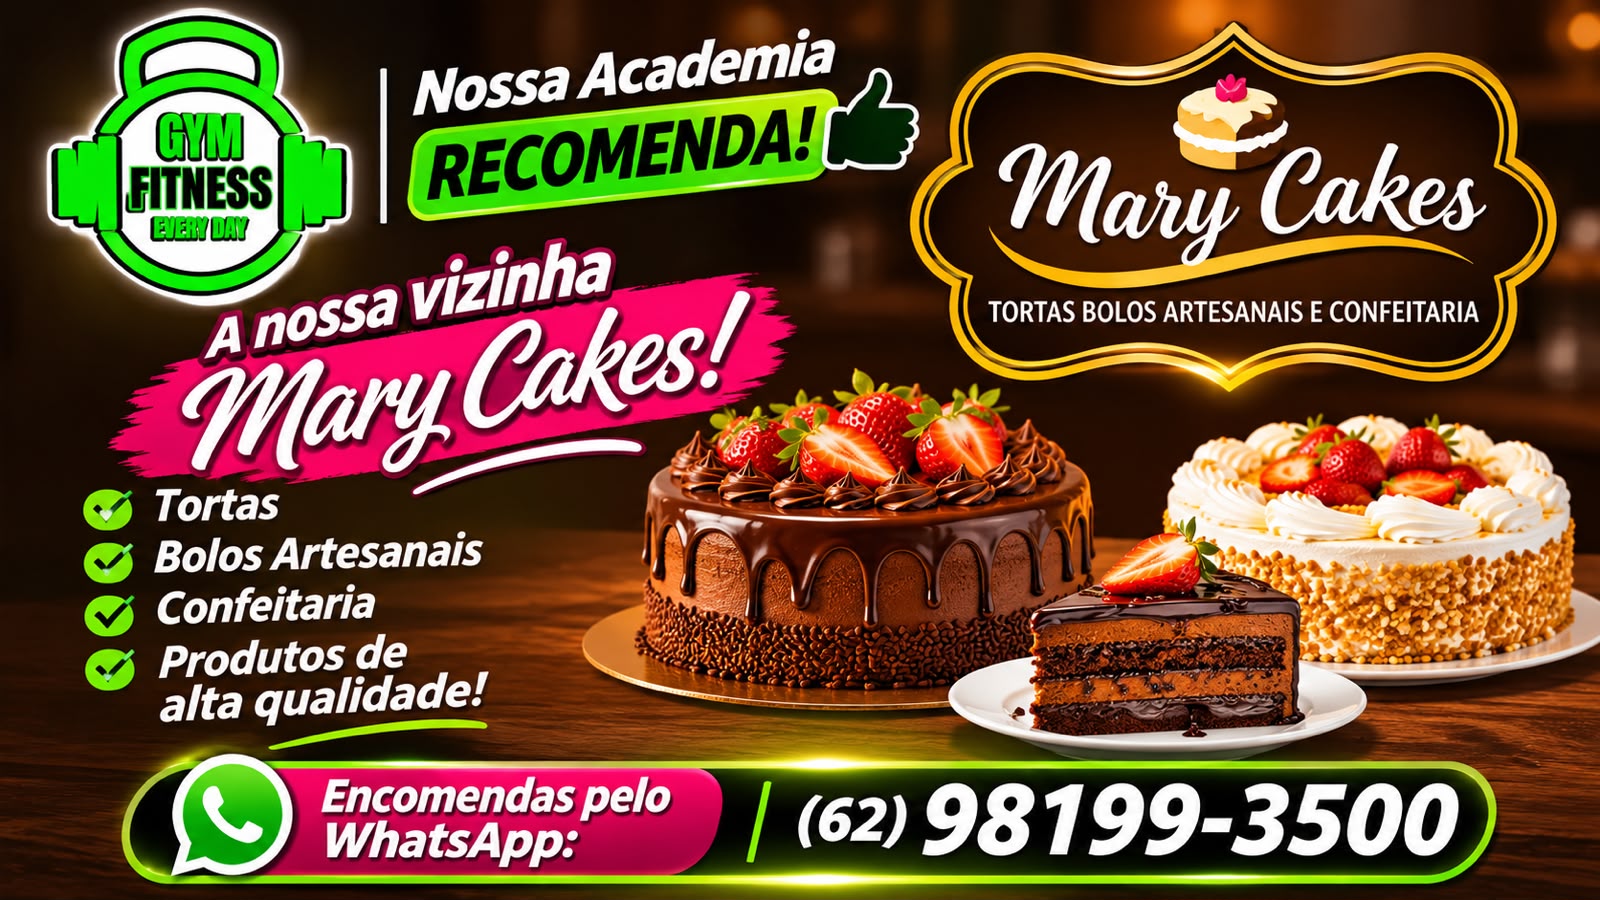 GYM
FITNESS
EVERY DAY
Nossa Academia
RECOMENDA!
Mary Cakes
TORTAS BOLOS ARTESANAIS E CONFEITARIA
A nossa vizinha
Mary Cakes!
Tortas
Bolos Artesanais
Confeitaria
Produtos de
alta qualidade!
Encomendas pelo
WhatsApp:
(62) 98199-3500